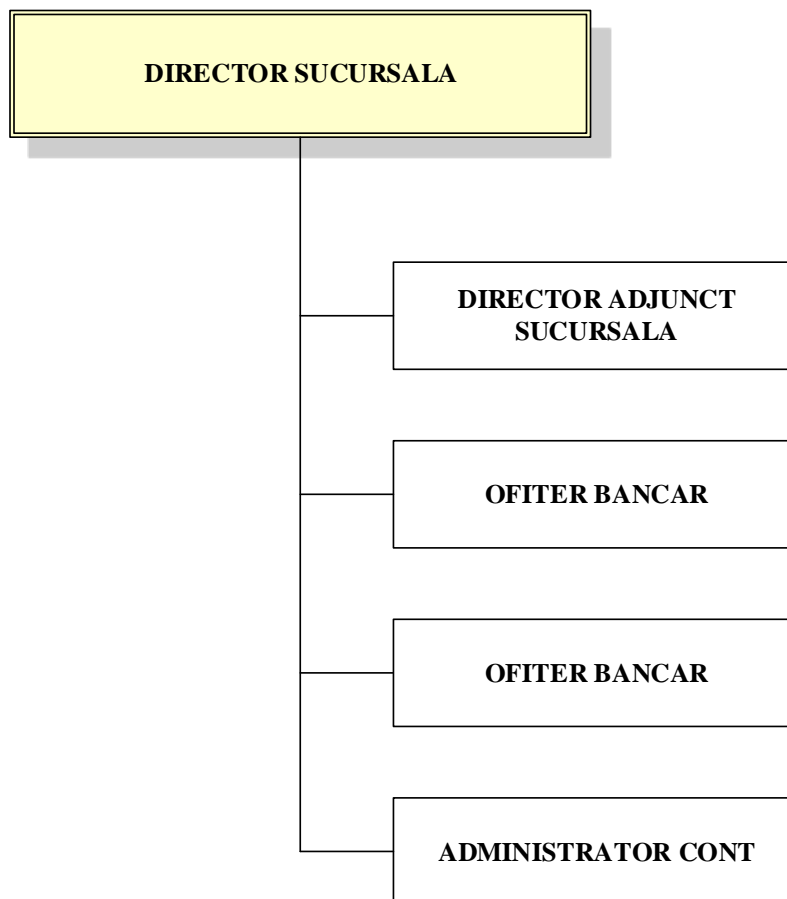 DIRECTOR SUCURSALA
DIRECTOR ADJUNCT
SUCURSALA
OFITER BANCAR
OFITER BANCAR
ADMINISTRATOR CONT